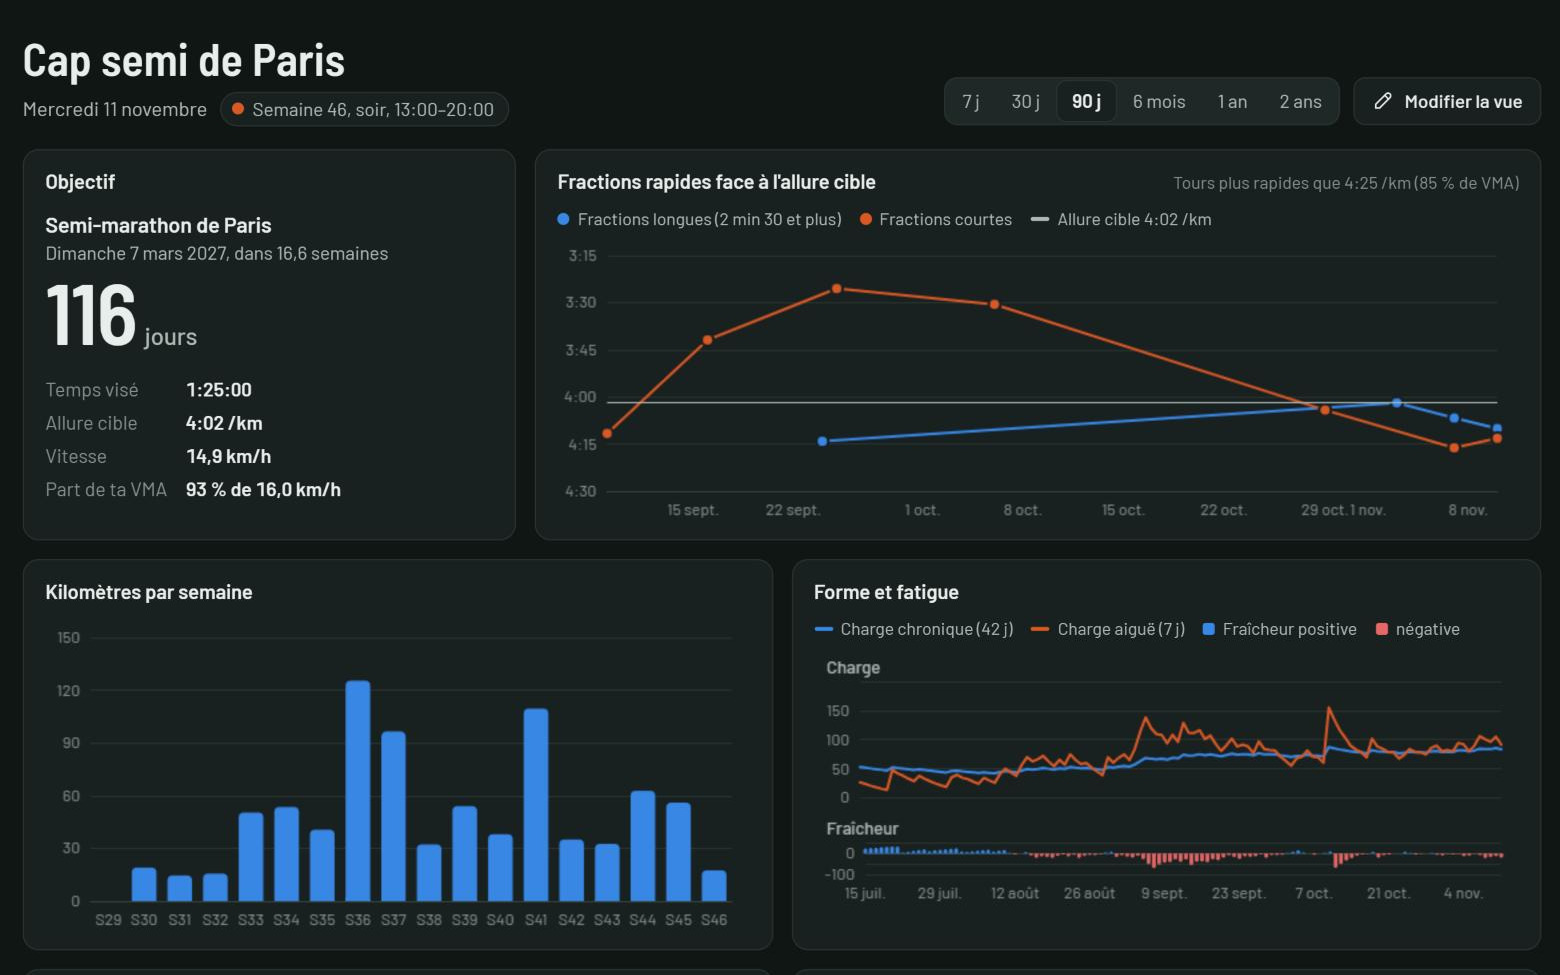 Cap semi de Paris
Mercredi 11 novembre
Semaine 46, soir, 13:00–20:00
7 j 30 j 90 j 6 mois 1 an 2 ans
Modifier la vue
Objectif
Semi-marathon de Paris
Dimanche 7 mars 2027, dans 16,6 semaines
116 jours
Temps visé 1:25:00
Allure cible 4:02 /km
Vitesse 14,9 km/h
Part de ta VMA 93 % de 16,0 km/h
Fractions rapides face à l'allure cible
Tours plus rapides que 4:25 /km (85 % de VMA)
Fractions longues (2 min 30 et plus) Fractions courtes Allure cible 4:02 /km
3:15
3:30
3:45
4:00
4:15
4:30
15 sept. 22 sept. 1 oct. 8 oct. 15 oct. 22 oct. 29 oct. 1 nov. 8 nov.
Kilomètres par semaine
150
120
90
60
30
0
S29 S30 S31 S32 S33 S34 S35 S36 S37 S38 S39 S40 S41 S42 S43 S44 S45 S46
Forme et fatigue
Charge chronique (42 j) Charge aiguë (7 j) Fraîcheur positive négative
Charge
150
100
50
0
Fraîcheur
0
-100
15 juil. 29 juil. 12 août 26 août 9 sept. 23 sept. 7 oct. 21 oct. 4 nov.